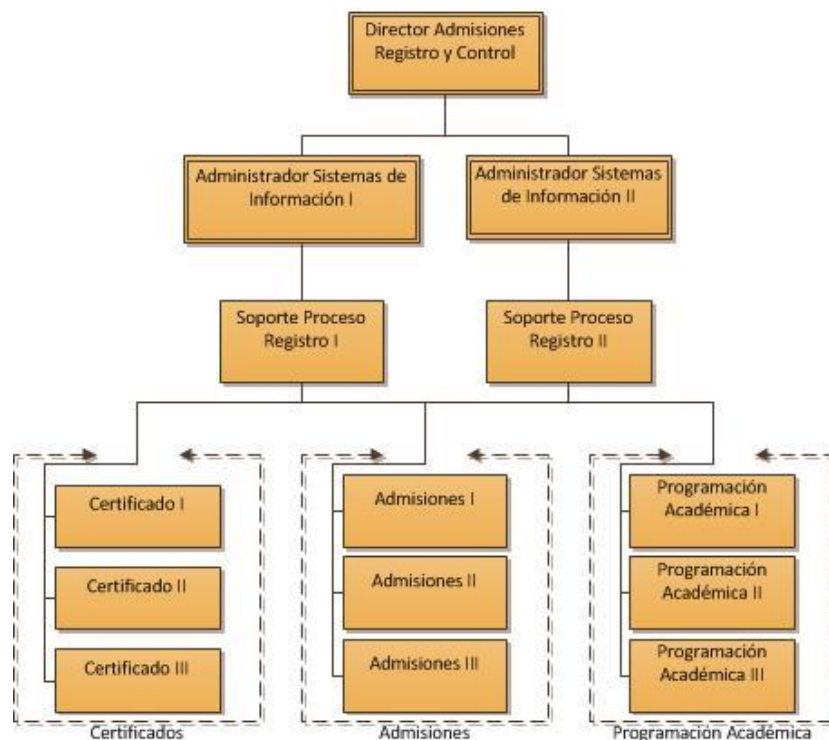 Director Admisiones
Registro y Control
Administrador Sistemas de
Información I
Administrador Sistemas
de Información II
Soporte Proceso
Registro I
Soporte Proceso
Registro II
Certificado I
Certificado II
Certificado III
Certificados
Admisiones I
Admisiones II
Admisiones III
Admisiones
Programación
Académica I
Programación
Académica II
Programación
Académica III
Programación Académica